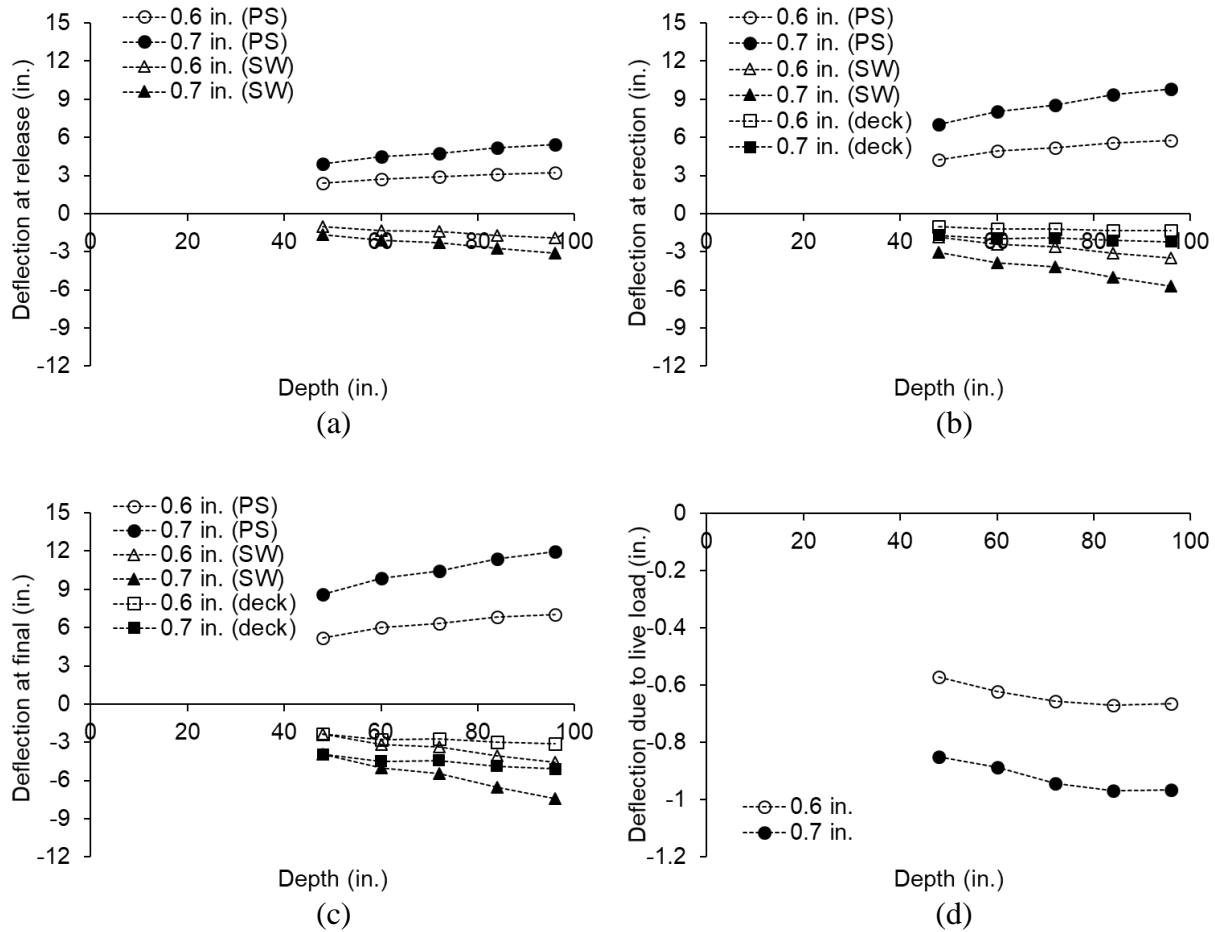 15
12
9
6
3
0
-3
-6
-9
-12
0
20
40
60
80
100
Deflection at release (in.)
Depth (in.)
0.6 in. (PS)
0.7 in. (PS)
0.6 in. (SW)
0.7 in. (SW)
(a)
15
12
9
6
3
0
-3
-6
-9
-12
0
20
40
60
80
100
Deflection at erection (in.)
Depth (in.)
0.6 in. (PS)
0.7 in. (PS)
0.6 in. (SW)
0.7 in. (SW)
0.6 in. (deck)
0.7 in. (deck)
(b)
15
12
9
6
3
0
-3
-6
-9
-12
0
20
40
60
80
100
Deflection at final (in.)
Depth (in.)
0.6 in. (PS)
0.7 in. (PS)
0.6 in. (SW)
0.7 in. (SW)
0.6 in. (deck)
0.7 in. (deck)
(c)
0
-0.2
-0.4
-0.6
-0.8
-1
-1.2
0
20
40
60
80
100
Deflection due to live load (in.)
Depth (in.)
0.6 in.
0.7 in.
(d)